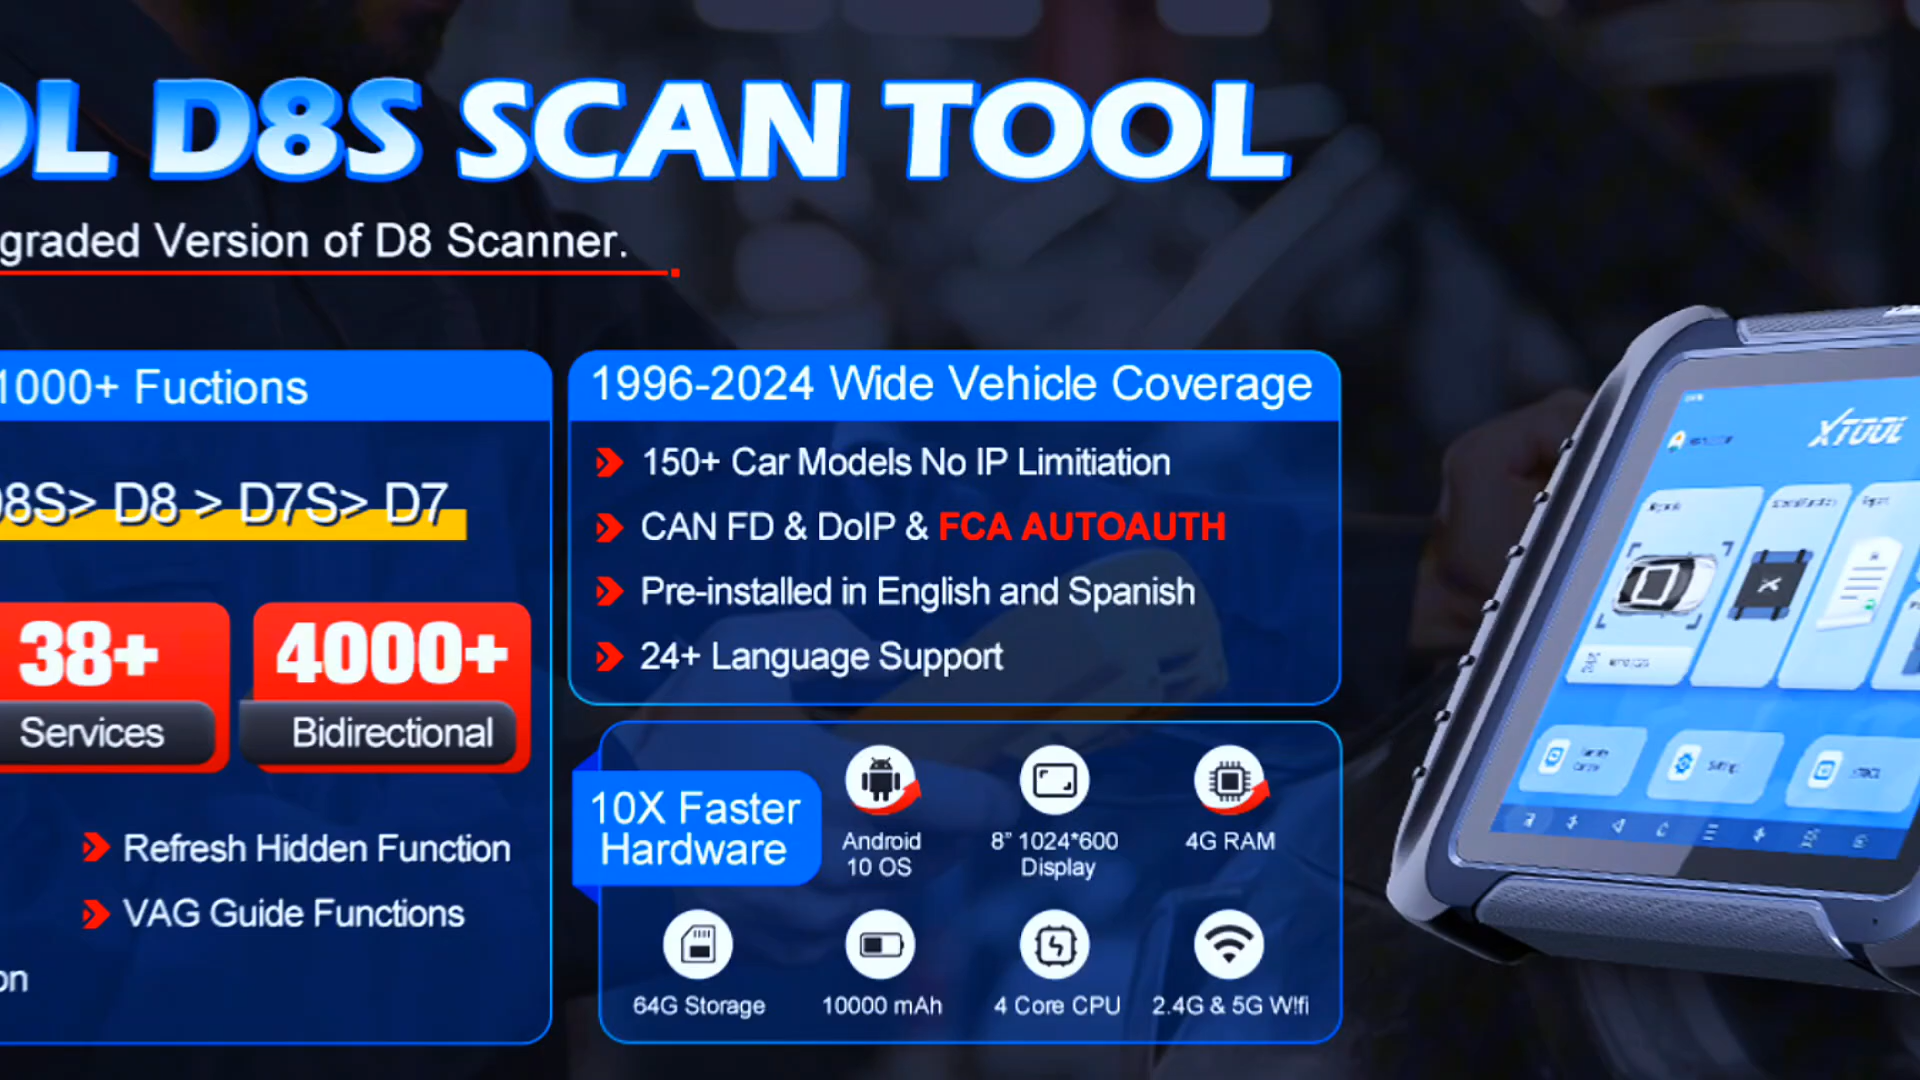 OL D8S SCAN TOOL
graded Version of D8 Scanner.
1000+ Fuctions
D8S> D8 > D7S> D7
38+
Services
4000+
Bidirectional
Refresh Hidden Function
VAG Guide Functions
on
1996-2024 Wide Vehicle Coverage
150+ Car Models No IP Limitiation
CAN FD & DoIP & FCA AUTOAUTH
Pre-installed in English and Spanish
24+ Language Support
10X Faster
Hardware
Android
10 OS
8” 1024*600
Display
4G RAM
64G Storage
10000 mAh
4 Core CPU
2.4G & 5G Wifi
XTOOL